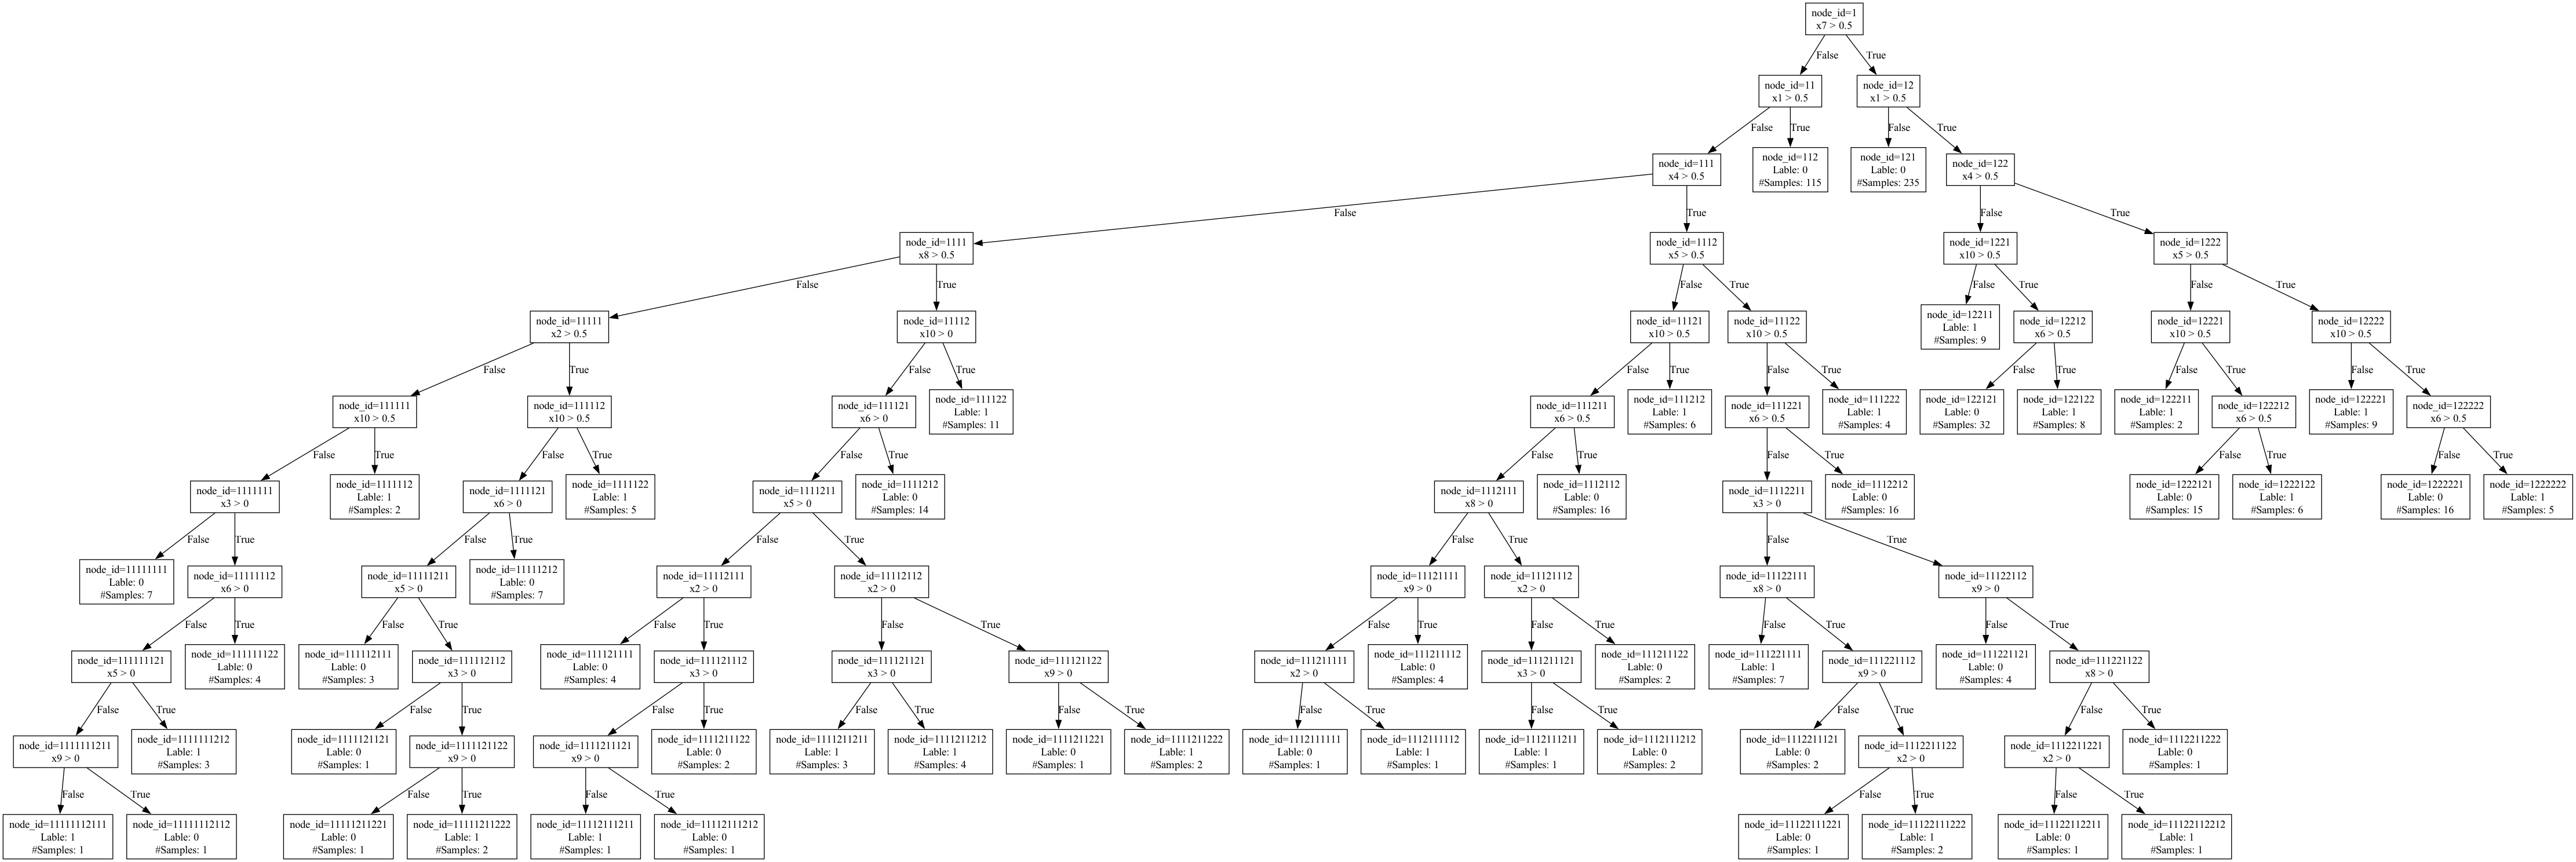 node_id=1
x7 > 0.5
False
True
node_id=11
x1 > 0.5
node_id=12
x1 > 0.5
False
True
False
True
node_id=111
x4 > 0.5
node_id=112
Lable: 0
#Samples: 115
node_id=121
Lable: 0
#Samples: 235
node_id=122
x4 > 0.5
False
True
False
True
node_id=1111
x8 > 0.5
node_id=1112
x5 > 0.5
node_id=1221
x10 > 0.5
node_id=1222
x5 > 0.5
False
True
False
True
False
True
False
True
node_id=11111
x2 > 0.5
node_id=11112
x10 > 0
node_id=11121
x10 > 0.5
node_id=11122
x10 > 0.5
node_id=12211
Lable: 1
#Samples: 9
node_id=12212
x6 > 0.5
node_id=12221
x10 > 0.5
node_id=12222
x10 > 0.5
False
True
False
True
False
True
False
True
False
True
False
True
False
True
node_id=111111
x10 > 0.5
node_id=111112
x10 > 0.5
node_id=111121
x6 > 0
node_id=111122
Lable: 1
#Samples: 11
node_id=111211
x6 > 0.5
node_id=111212
Lable: 1
#Samples: 6
node_id=111221
x6 > 0.5
node_id=111222
Lable: 1
#Samples: 4
node_id=122121
Lable: 0
#Samples: 32
node_id=122122
Lable: 1
#Samples: 8
node_id=122211
Lable: 1
#Samples: 2
node_id=122212
x6 > 0.5
node_id=122221
Lable: 1
#Samples: 9
node_id=122222
x6 > 0.5
False
True
False
True
False
True
False
True
False
True
False
True
False
True
node_id=1111111
x3 > 0
node_id=1111112
Lable: 1
#Samples: 2
node_id=1111121
x6 > 0
node_id=1111122
Lable: 1
#Samples: 5
node_id=1111211
x5 > 0
node_id=1111212
Lable: 0
#Samples: 14
node_id=1112111
x8 > 0
node_id=1112112
Lable: 0
#Samples: 16
node_id=1112211
x3 > 0
node_id=1112212
Lable: 0
#Samples: 16
node_id=1222121
Lable: 0
#Samples: 15
node_id=1222122
Lable: 1
#Samples: 6
node_id=1222221
Lable: 0
#Samples: 16
node_id=1222222
Lable: 1
#Samples: 5
False
True
False
True
False
True
False
True
False
True
node_id=11111111
Lable: 0
#Samples: 7
node_id=11111112
x6 > 0
node_id=11111211
x5 > 0
node_id=11111212
Lable: 0
#Samples: 7
node_id=11112111
x2 > 0
node_id=11112112
x2 > 0
node_id=11121111
x9 > 0
node_id=11121112
x2 > 0
node_id=11122111
x8 > 0
node_id=11122112
x9 > 0
False
True
False
True
False
True
False
True
False
True
False
True
False
True
False
True
node_id=111111121
x5 > 0
node_id=111111122
Lable: 0
#Samples: 4
node_id=111112111
Lable: 0
#Samples: 3
node_id=111112112
x3 > 0
node_id=111121111
Lable: 0
#Samples: 4
node_id=111121112
x3 > 0
node_id=111121121
x3 > 0
node_id=111121122
x9 > 0
node_id=111211111
x2 > 0
node_id=111211112
Lable: 0
#Samples: 4
node_id=111211121
x3 > 0
node_id=111211122
Lable: 0
#Samples: 2
node_id=111221111
Lable: 1
#Samples: 7
node_id=111221112
x9 > 0
node_id=111221121
Lable: 0
#Samples: 4
node_id=111221122
x8 > 0
False
True
False
True
False
True
False
True
False
True
False
True
False
True
False
True
False
True
node_id=1111111211
x9 > 0
node_id=1111111212
Lable: 1
#Samples: 3
node_id=1111121121
Lable: 0
#Samples: 1
node_id=1111121122
x9 > 0
node_id=1111211121
x9 > 0
node_id=1111211122
Lable: 0
#Samples: 2
node_id=1111211211
Lable: 1
#Samples: 3
node_id=1111211212
Lable: 1
#Samples: 4
node_id=1111211221
Lable: 0
#Samples: 1
node_id=1111211222
Lable: 1
#Samples: 2
node_id=1112111111
Lable: 0
#Samples: 1
node_id=1112111112
Lable: 1
#Samples: 1
node_id=1112111211
Lable: 1
#Samples: 1
node_id=1112111212
Lable: 0
#Samples: 2
node_id=1112211121
Lable: 0
#Samples: 2
node_id=1112211122
x2 > 0
node_id=1112211221
x2 > 0
node_id=1112211222
Lable: 0
#Samples: 1
False
True
False
True
False
True
False
True
False
True
node_id=11111112111
Lable: 1
#Samples: 1
node_id=11111112112
Lable: 0
#Samples: 1
node_id=11111211221
Lable: 0
#Samples: 1
node_id=11111211222
Lable: 1
#Samples: 2
node_id=11112111211
Lable: 1
#Samples: 1
node_id=11112111212
Lable: 0
#Samples: 1
node_id=11122111221
Lable: 0
#Samples: 1
node_id=11122111222
Lable: 1
#Samples: 2
node_id=11122112211
Lable: 0
#Samples: 1
node_id=11122112212
Lable: 1
#Samples: 1